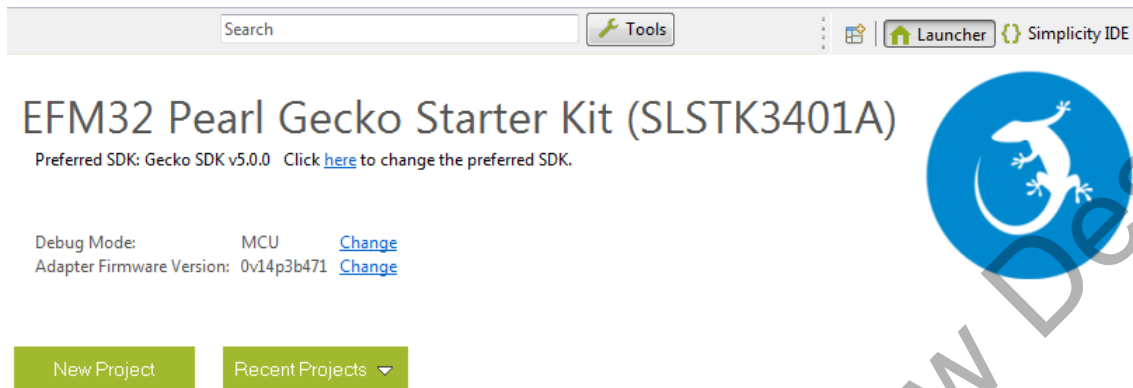 Search
Tools
Launcher
Simplicity IDE
EFM32 Pearl Gecko Starter Kit (SLSTK3401A)
Preferred SDK: Gecko SDK v5.0.0 Click here to change the preferred SDK.
Debug Mode: MCU Change
Adapter Firmware Version: 0v14p3b471 Change
New Project
Recent Projects